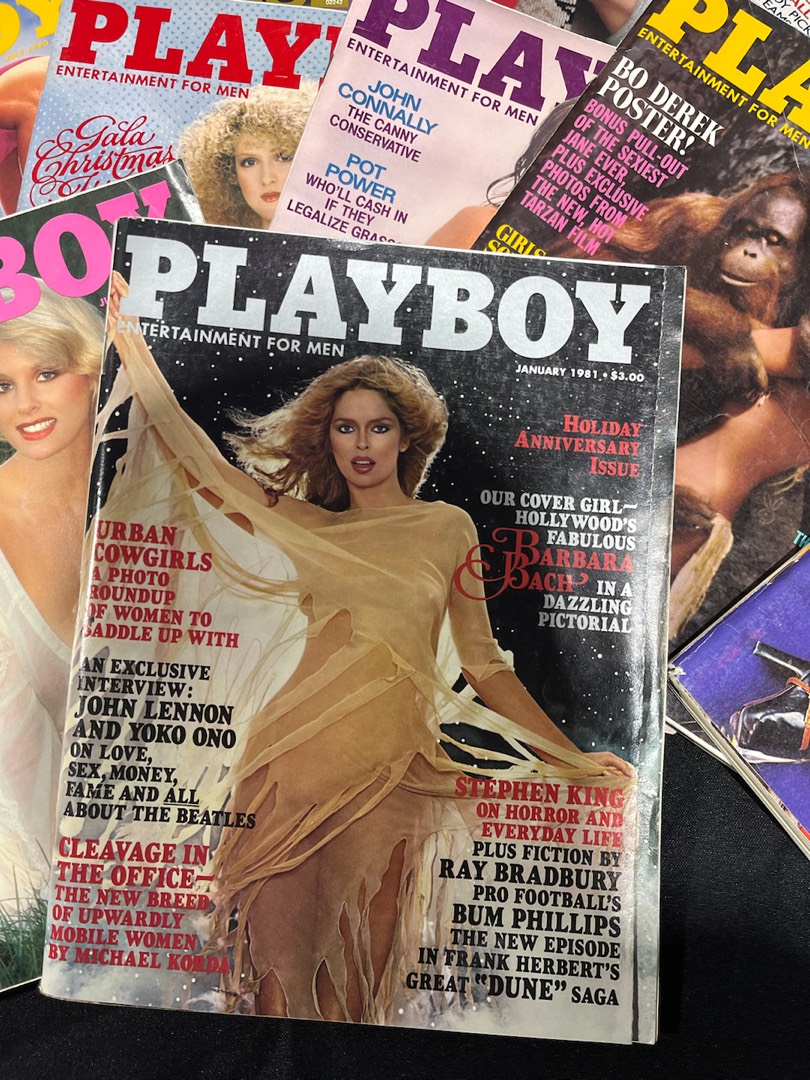 PLAY
ENTERTAINMENT FOR MEN
Gala
Christmas
PLAY
ENTERTAINMENT FOR MEN
JOHN
CONNALLY
THE CANNY
CONSERVATIVE
POT
POWER
WHO'LL CASH IN
IF THEY
LEGALIZE GRASS
PLA
ENTERTAINMENT FOR MEN
BO DEREK
POSTER!
BONUS PULL-OUT
OF THE SEXIEST
JANE EVER,
PLUS EXCLUSIVE
PHOTOS FROM
THE NEW, HOT
TARZAN FILM
GIRLS
BOY
PLAYBOY
ENTERTAINMENT FOR MEN
JANUARY 1981 • $3.00
HOLIDAY
ANNIVERSARY
ISSUE
OUR COVER GIRL—
HOLLYWOOD'S
FABULOUS
BARBARA
BACH IN A
DAZZLING
PICTORIAL
URBAN
COWGIRLS
A PHOTO
ROUNDUP
OF WOMEN TO
SADDLE UP WITH
AN EXCLUSIVE
INTERVIEW:
JOHN LENNON
AND YOKO ONO
ON LOVE,
SEX, MONEY,
FAME AND ALL
ABOUT THE BEATLES
CLEAVAGE IN
THE OFFICE—
THE NEW BREED
OF UPWARDLY
MOBILE WOMEN
BY MICHAEL KORDA
STEPHEN KING
ON HORROR AND
EVERYDAY LIFE
PLUS FICTION BY
RAY BRADBURY
PRO FOOTBALL'S
BUM PHILLIPS
THE NEW EPISODE
IN FRANK HERBERT'S
GREAT "DUNE" SAGA